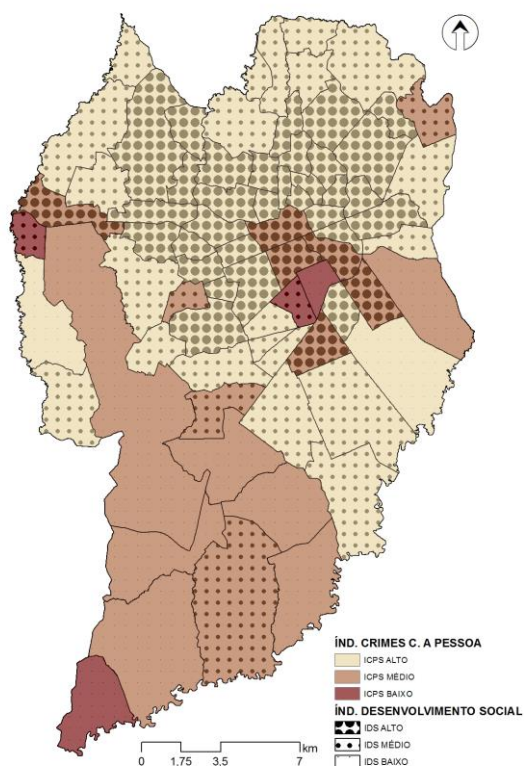 ÍND. CRIMES C. A PESSOA
ICPS ALTO
ICPS MÉDIO
ICPS BAIXO
ÍND. DESENVOLVIMENTO SOCIAL
IDS ALTO
IDS MÉDIO
IDS BAIXO
km
0 1.75 3.5 7